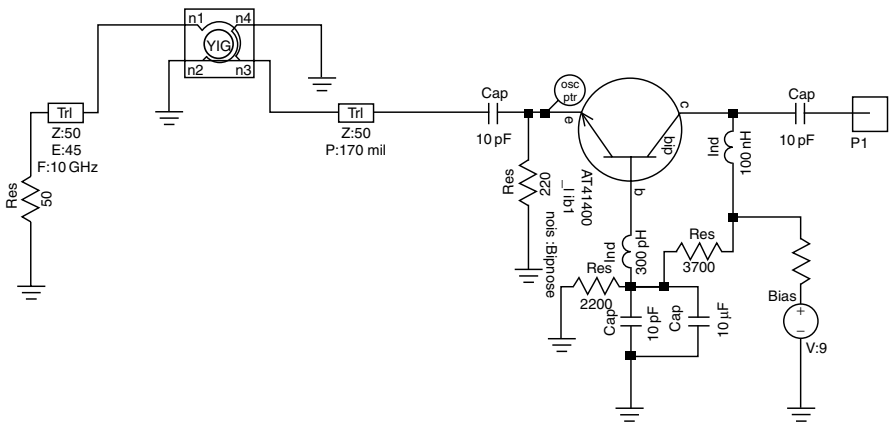 n1
n4
YIG
n2
n3
Trl
Z:50
E:45
F:10 GHz
Res
50
Trl
Z:50
P:170 mil
Cap
10 pF
osc
ptr
e
c
bip
b
Res
220
AT41400
_l ib1
nois :Bipnose
Ind
300 pH
Ind
100 nH
Cap
10 pF
P1
Res
3700
Res
2200
Cap
10 pF
Cap
10 µF
Bias
+
−
V:9